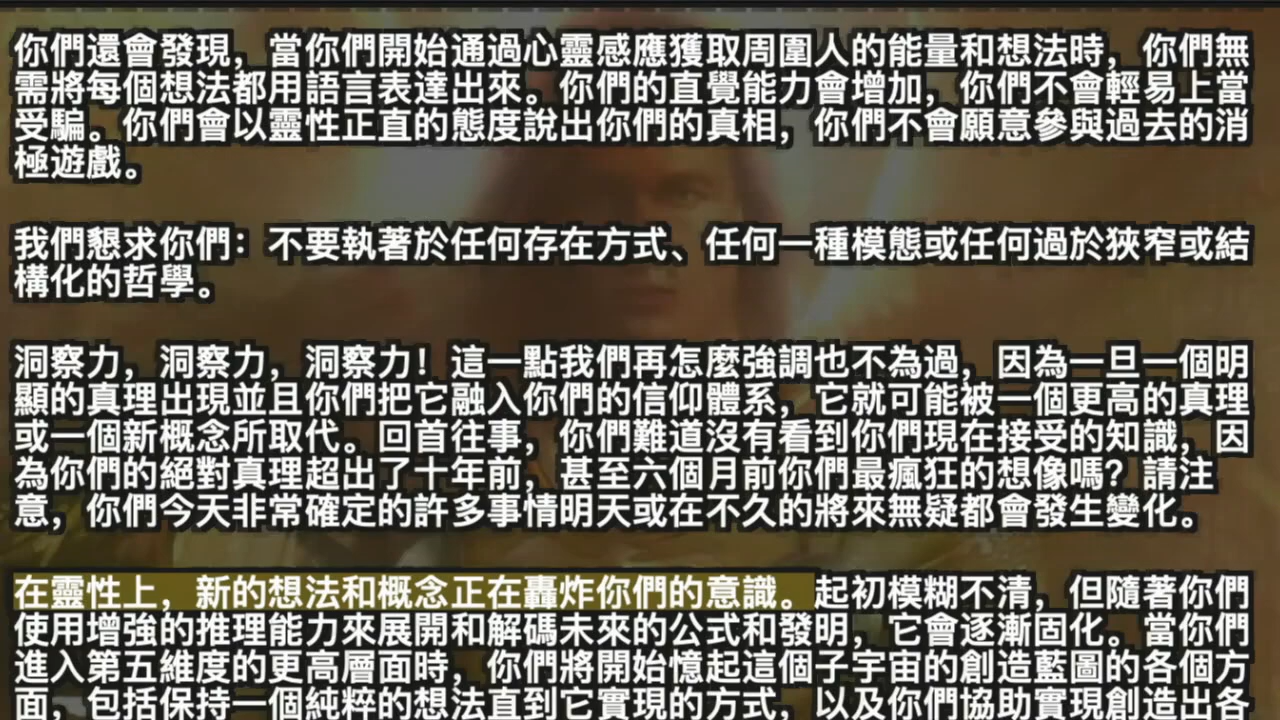 你們還會發現，當你們開始通過心靈感應獲取周圍人的能量和想法時，你們無
需將每個想法都用語言表達出來。你們的直覺能力會增加，你們不會輕易上當
受騙。你們會以靈性正直的態度說出你們的真相，你們不會願意參與過去的消
極遊戲。
我們懇求你們：不要執著於任何存在方式、任何一種模態或任何過於狹窄或結
構化的哲學。
洞察力，洞察力，洞察力！這一點我們再怎麼強調也不為過，因為一旦一個明
顯的真理出現並且你們把它融入你們的信仰體系，它就可能被一個更高的真理
或一個新概念所取代。回首往事，你們難道沒有看到你們現在接受的知識，因
為你們的絕對真理超出了十年前，甚至六個月前你們最瘋狂的想像嗎？請注
意，你們今天非常確定的許多事情明天或在不久的將來無疑都會發生變化。
在靈性上，新的想法和概念正在轟炸你們的意識。起初模糊不清，但隨著你們
使用增強的推理能力來展開和解碼未來的公式和發明，它會逐漸固化。當你們
進入第五維度的更高層面時，你們將開始憶起這個子宇宙的創造藍圖的各個方
面，包括保持一個純粹的想法直到它實現的方式，以及你們協助實現創造出各